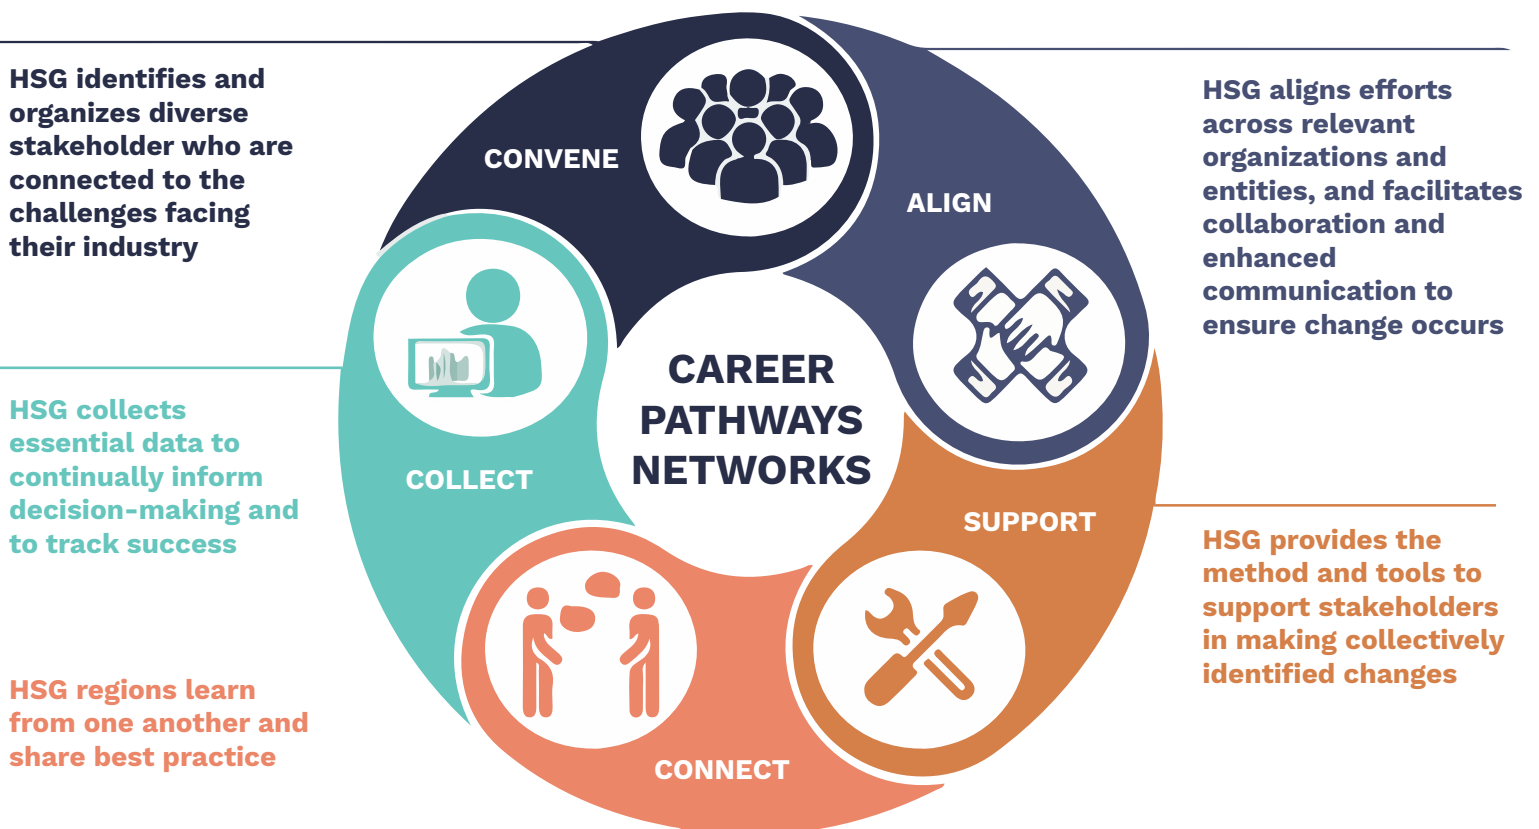 HSG identifies and
organizes diverse
stakeholder who are
connected to the
challenges facing
their industry
CONVENE
ALIGN
HSG aligns efforts
across relevant
organizations and
entities, and facilitates
collaboration and
enhanced
communication to
ensure change occurs
CAREER
PATHWAYS
NETWORKS
HSG collects
essential data to
continually inform
decision-making and
to track success
COLLECT
SUPPORT
HSG provides the
method and tools to
support stakeholders
in making collectively
identified changes
HSG regions learn
from one another and
share best practice
CONNECT